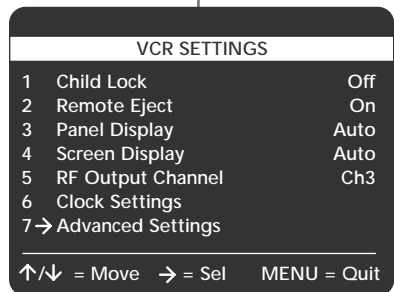 VCR SETTINGS
1 Child Lock Off
2 Remote Eject On
3 Panel Display Auto
4 Screen Display Auto
5 RF Output Channel Ch3
6 Clock Settings
7→ Advanced Settings
↑/↓ = Move → = Sel MENU = Quit